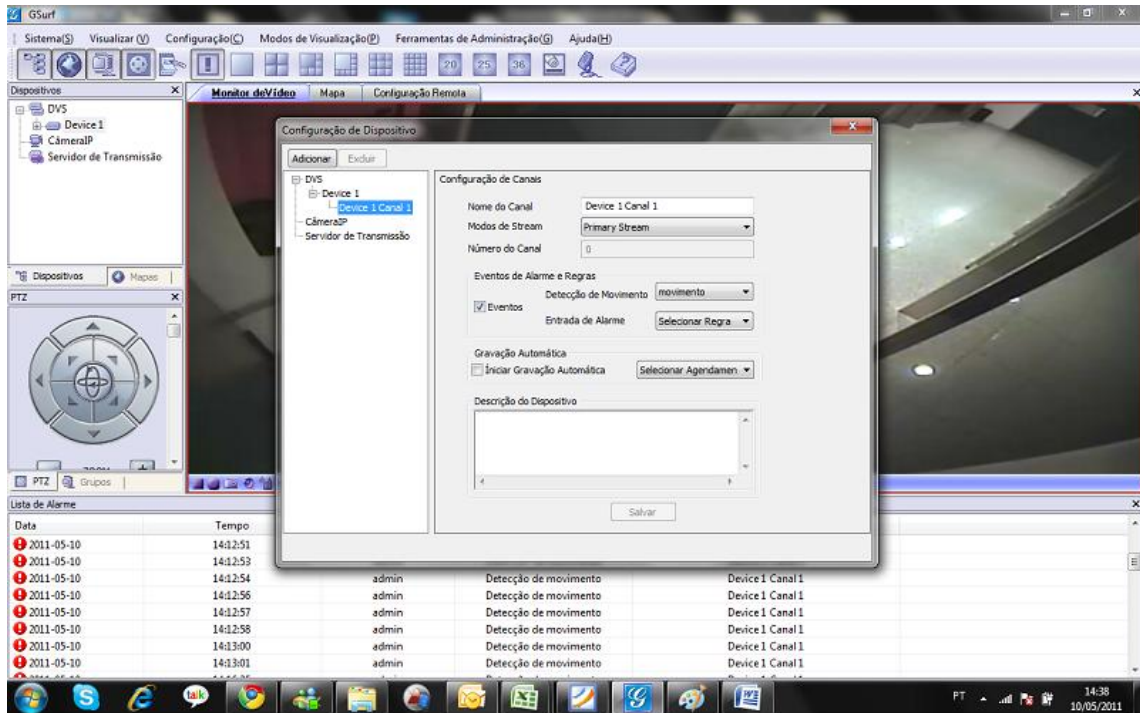 GSurf
Sistema(S) Visualizar (V) Configuração(C) Modos de Visualização(P) Ferramentas de Administração(G) Ajuda(H)
20 25 36
Dispositivos
Monitor deVídeo Mapa Configuração Remota
DVS
Device 1
CâmeraIP
Servidor de Transmissão
Dispositivos Mapas
PTZ
PTZ Grupos
Configuração de Dispositivo
Adicionar Excluir
DVS
Device 1
Device 1 Canal 1
CâmeraIP
Servidor de Transmissão
Configuração de Canais
Nome do Canal Device 1 Canal 1
Modos de Stream Primary Stream
Número do Canal 0
Eventos de Alarme e Regras
Detecção de Movimento movimento
Eventos
Entrada de Alarme Selecionar Regra
Gravação Automática
Íniciar Gravação Automática Selecionar Agendamen
Descrição do Dispositivo
Salvar
Lista de Alarme
Data Tempo
2011-05-10 14:12:51
2011-05-10 14:12:53
2011-05-10 14:12:54 admin Detecção de movimento Device 1 Canal 1
2011-05-10 14:12:56 admin Detecção de movimento Device 1 Canal 1
2011-05-10 14:12:57 admin Detecção de movimento Device 1 Canal 1
2011-05-10 14:12:58 admin Detecção de movimento Device 1 Canal 1
2011-05-10 14:13:00 admin Detecção de movimento Device 1 Canal 1
2011-05-10 14:13:01 admin Detecção de movimento Device 1 Canal 1
talk
PT
14:38
10/05/2011